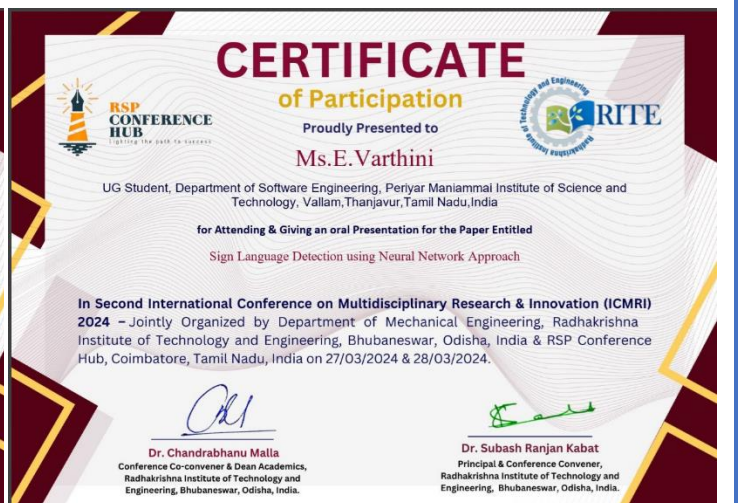 CERTIFICATE
of Participation
RSP
CONFERENCE
HUB
Lighting the path to success
Radhakrishna Institute of Technology and Engineering
RITE
Proudly Presented to
Ms.E.Varthini
UG Student, Department of Software Engineering, Periyar Maniammai Institute of Science and
Technology, Vallam,Thanjavur,Tamil Nadu,India
for Attending & Giving an oral Presentation for the Paper Entitled
Sign Language Detection using Neural Network Approach
In Second International Conference on Multidisciplinary Research & Innovation (ICMRI)
2024 – Jointly Organized by Department of Mechanical Engineering, Radhakrishna
Institute of Technology and Engineering, Bhubaneswar, Odisha, India & RSP Conference
Hub, Coimbatore, Tamil Nadu, India on 27/03/2024 & 28/03/2024.
Dr. Chandrabhanu Malla
Conference Co-convener & Dean Academics,
Radhakrishna Institute of Technology and
Engineering, Bhubaneswar, Odisha, India.
Dr. Subash Ranjan Kabat
Principal & Conference Convener,
Radhakrishna Institute of Technology and
Engineering, Bhubaneswar, Odisha, India.